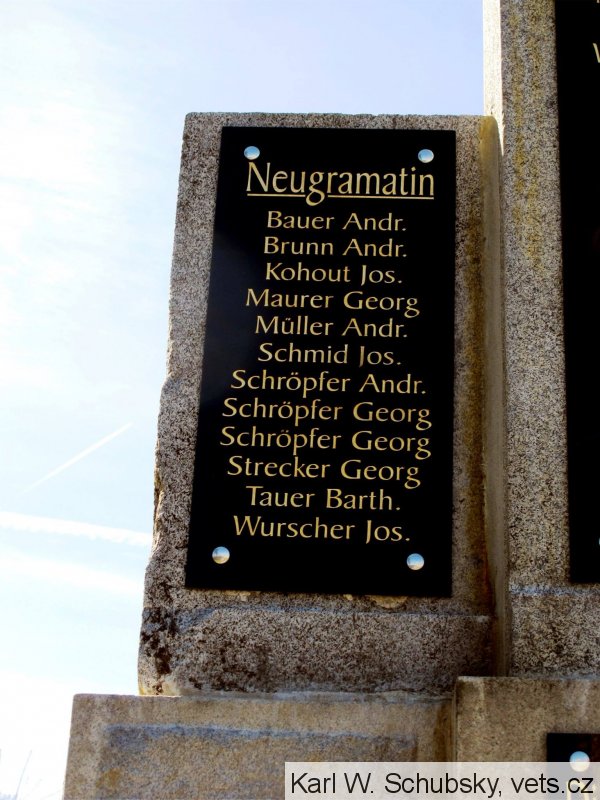 Neugramatin
Bauer Andr.
Brunn Andr.
Kohout Jos.
Maurer Georg
Müller Andr.
Schmid Jos.
Schröpfer Andr.
Schröpfer Georg
Schröpfer Georg
Strecker Georg
Tauer Barth.
Wurscher Jos.
Karl W. Schubsky, vets.cz